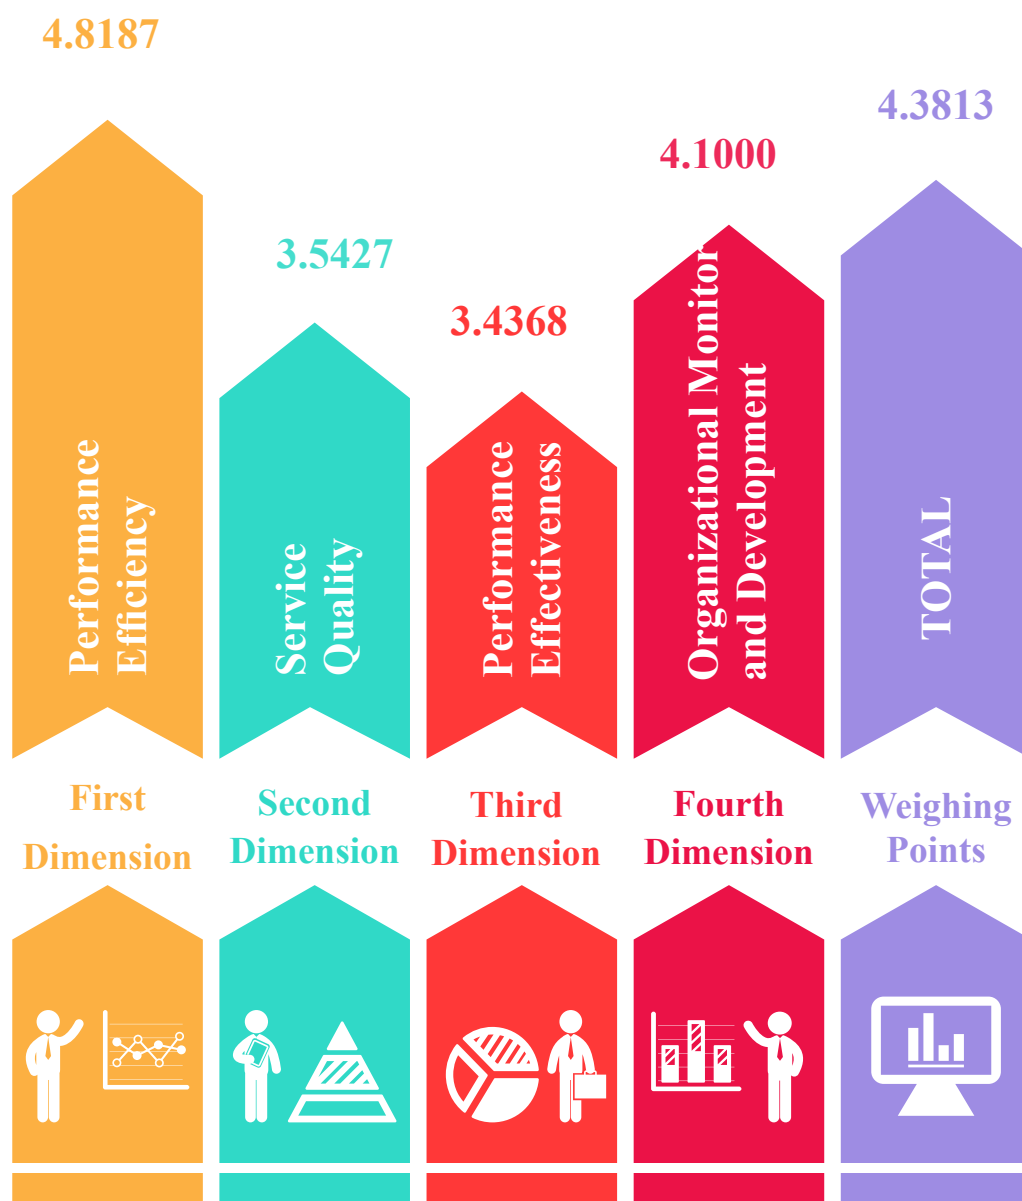 4.8187
4.3813
4.1000
3.5427
3.4368
Performance
Efficiency
Service
Quality
Performance
Effectiveness
Organizational Monitor
and Development
TOTAL
First
Dimension
Second
Dimension
Third
Dimension
Fourth
Dimension
Weighing
Points